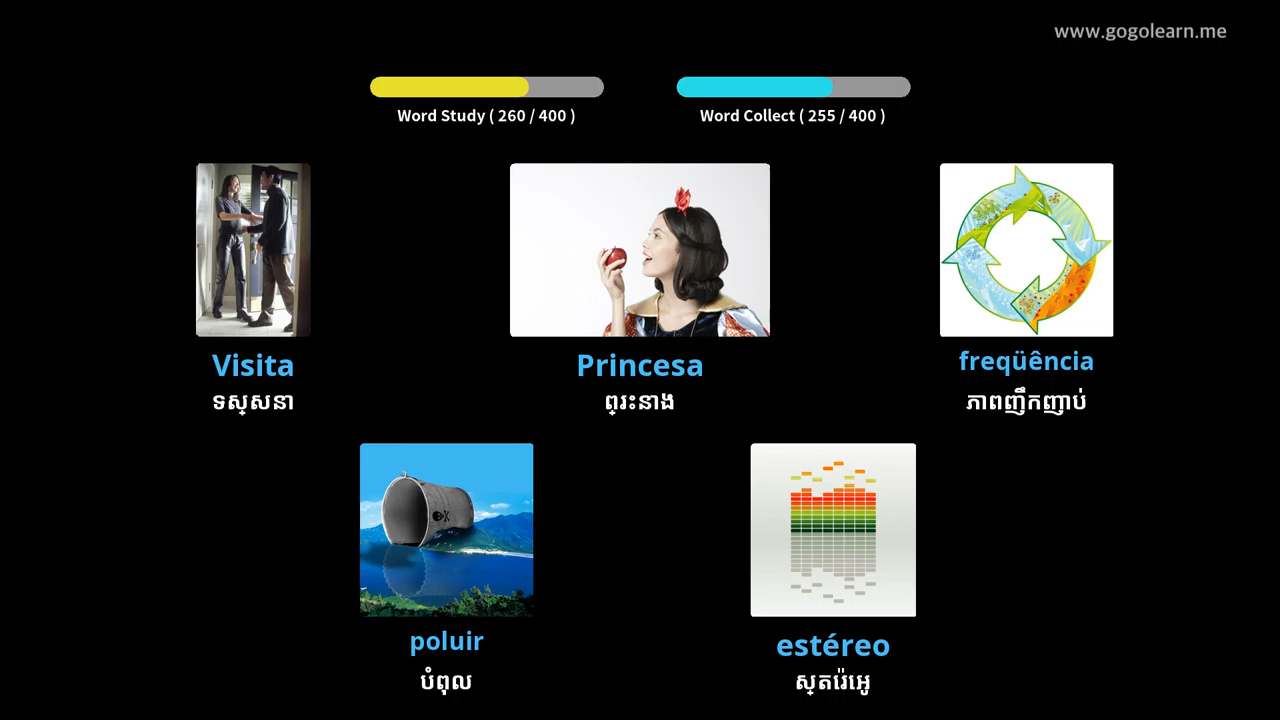 www.gogolearn.me
Word Study ( 260 / 400 )
Word Collect ( 255 / 400 )
Visita
ទស្សនា
Princesa
ព្រះនាង
freqüência
ភាពញឹកញាប់
poluir
បំពុល
estéreo
ស្តេរ៉េអូ